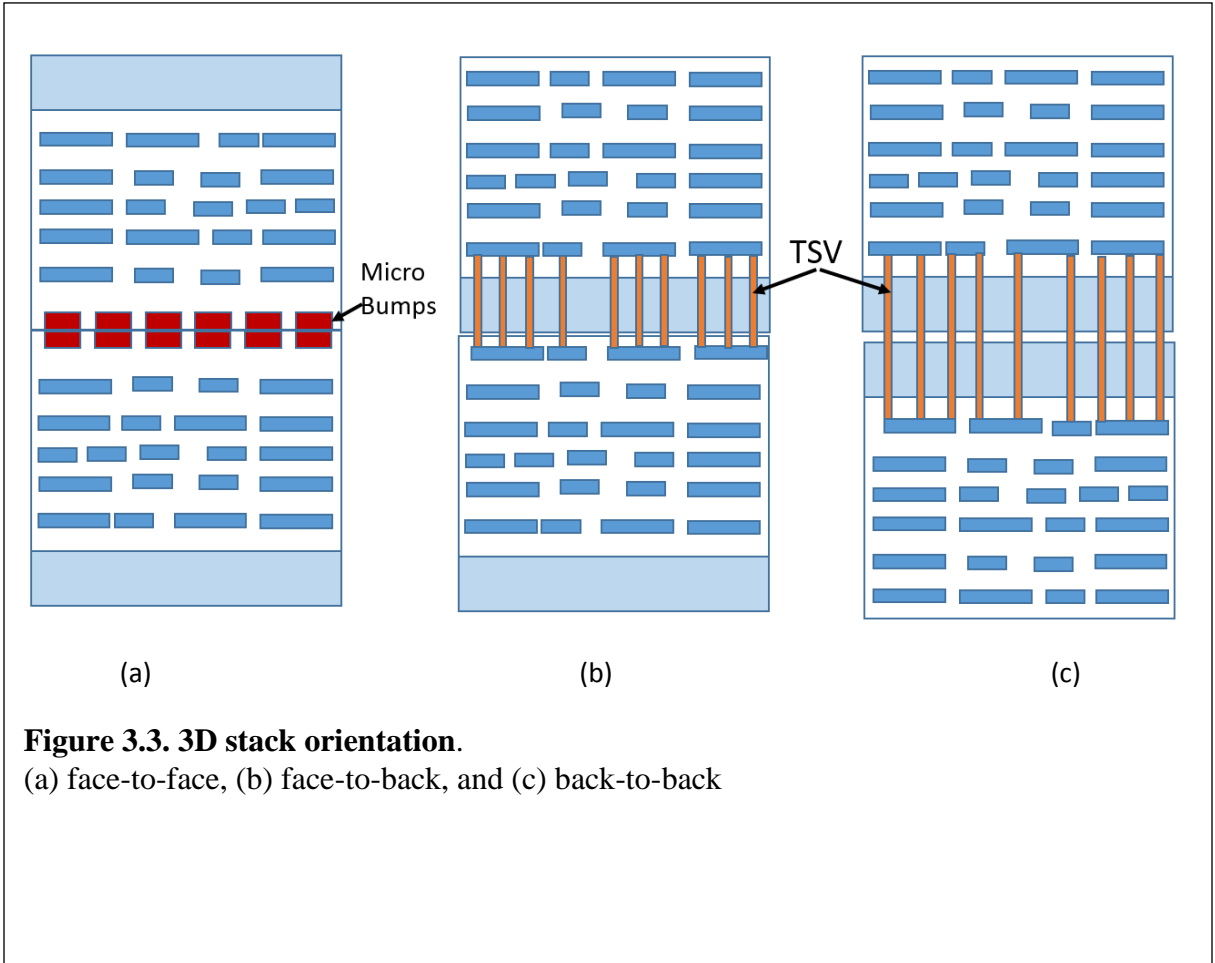 Micro
Bumps
TSV
(a)
(b)
(c)
Figure 3.3. 3D stack orientation.
(a) face-to-face, (b) face-to-back, and (c) back-to-back